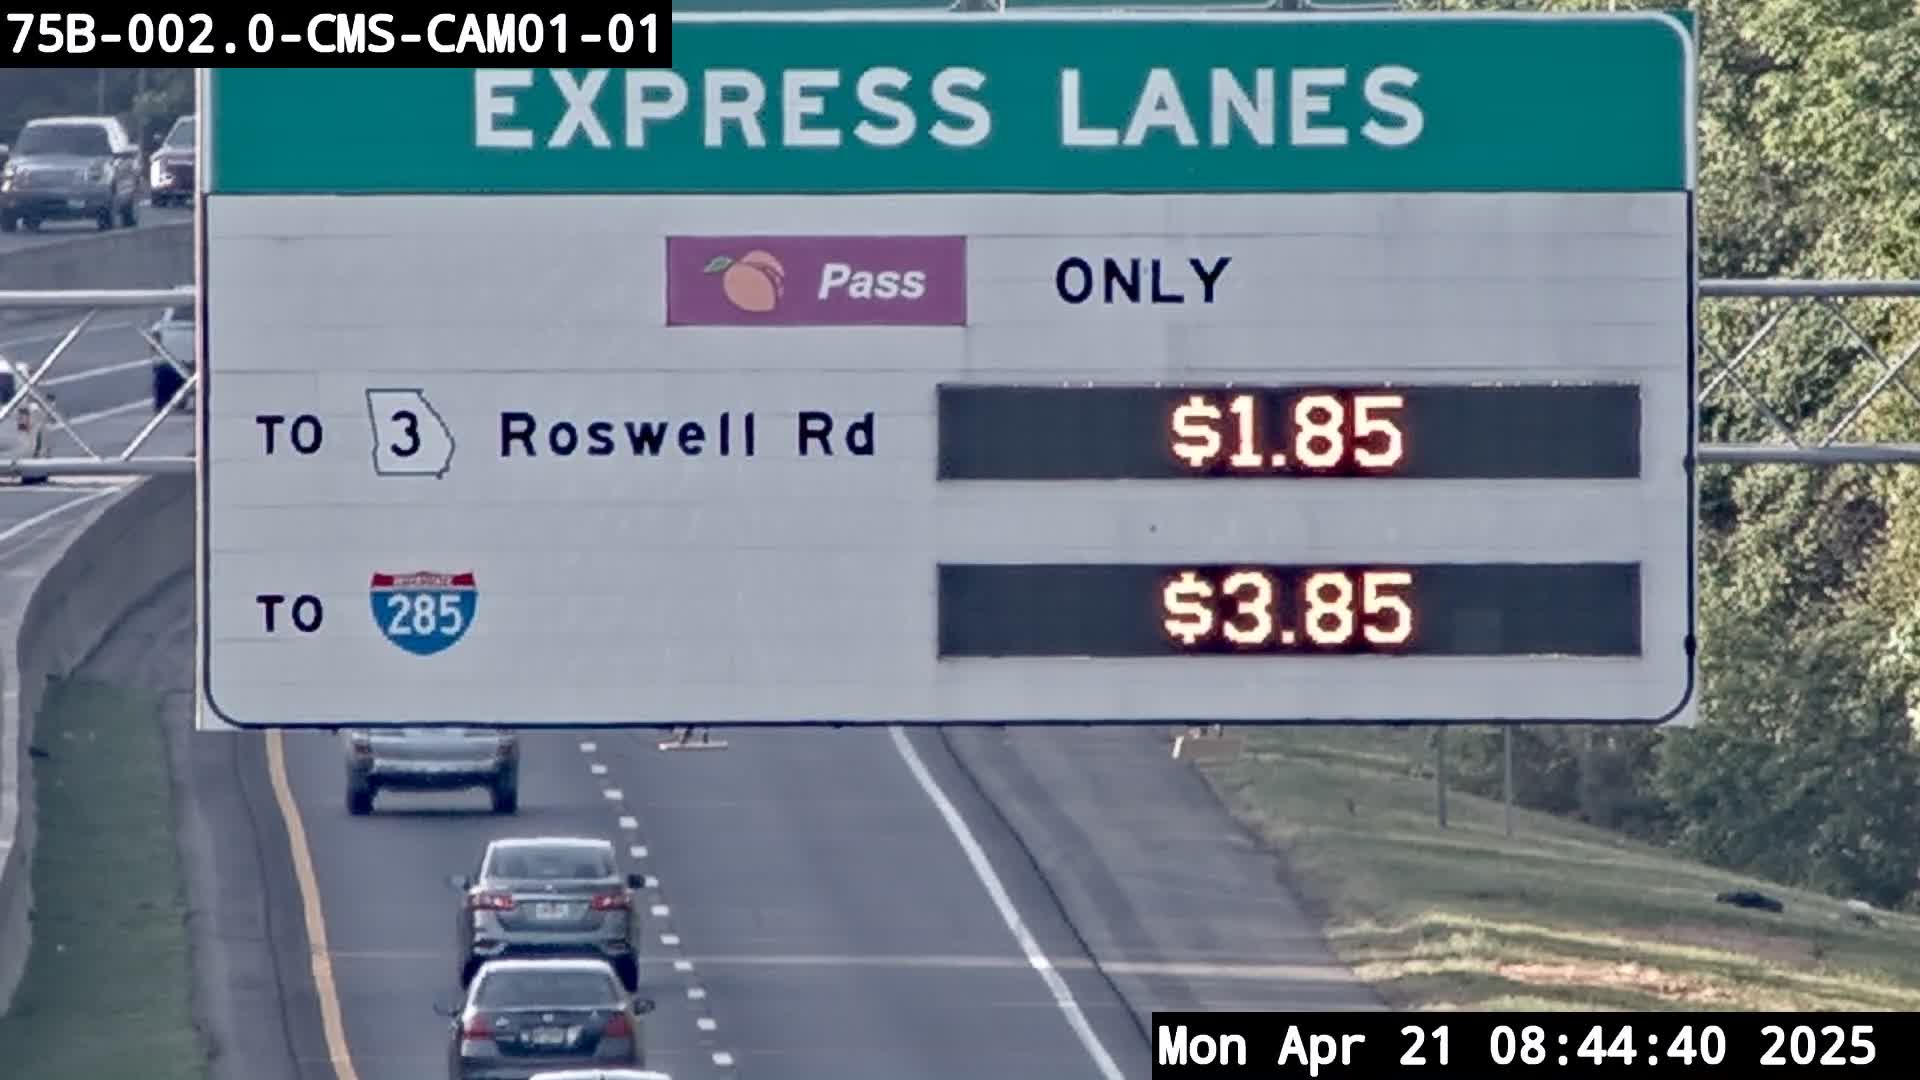 75B-002.0-CMS-CAM01-01
EXPRESS LANES
Pass ONLY
TO 3 Roswell Rd $1.85
TO 285 $3.85
Mon Apr 21 08:44:40 2025